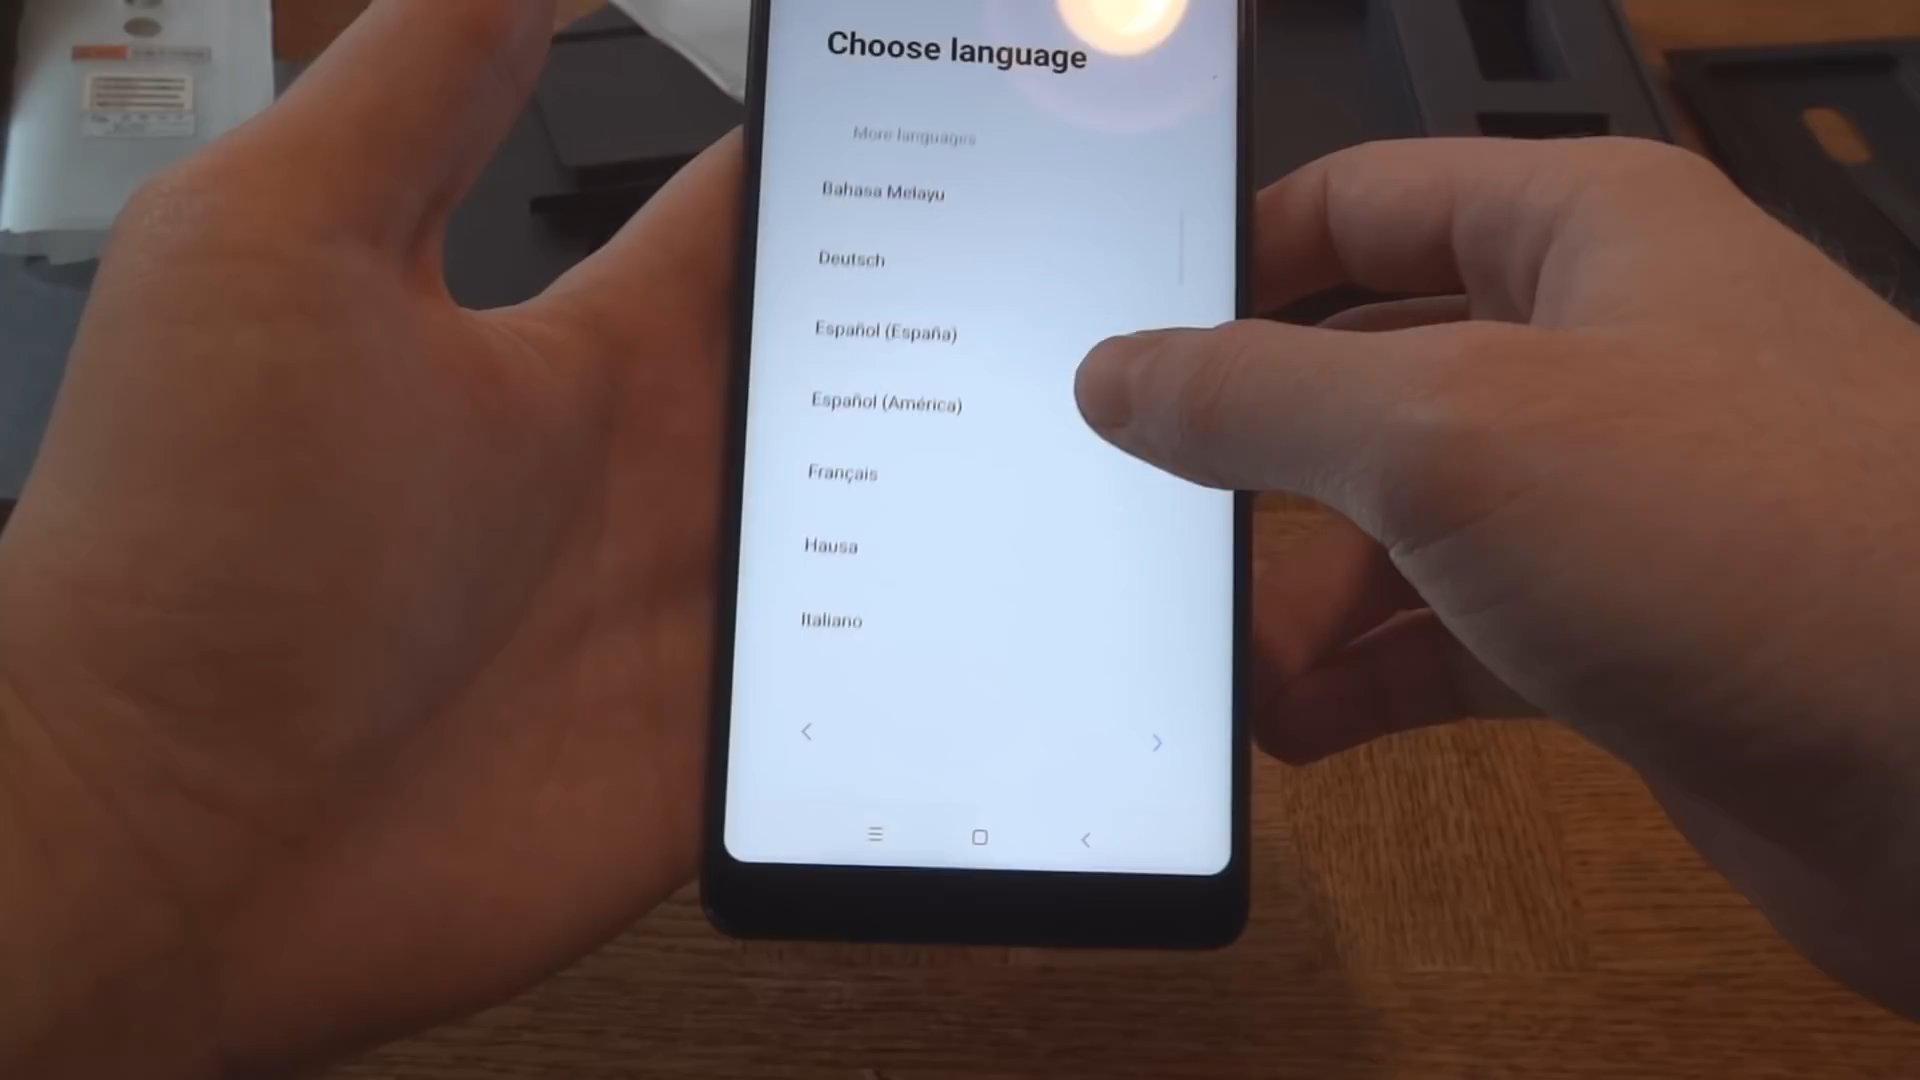 Choose language
More languages
Bahasa Melayu
Deutsch
Español (España)
Español (América)
Français
Hausa
Italiano